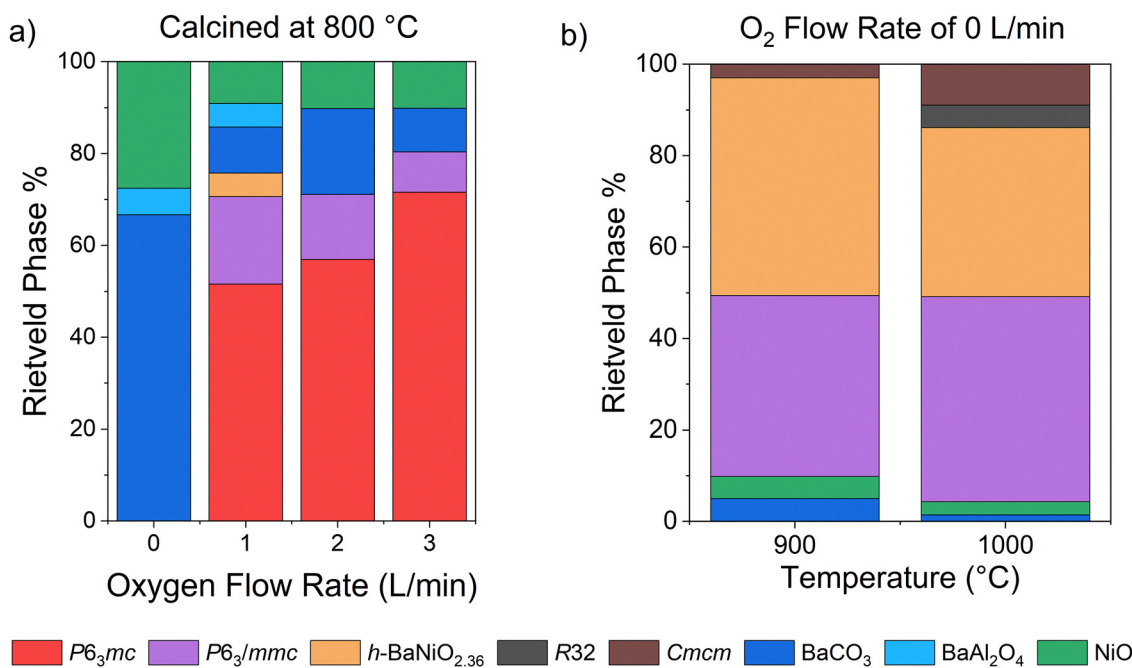 a)
Calcined at 800 °C
Rietveld Phase %
100
80
60
40
20
0
0 1 2 3
Oxygen Flow Rate (L/min)
b)
O₂ Flow Rate of 0 L/min
Rietveld Phase %
100
80
60
40
20
0
900 1000
Temperature (°C)
P6₃mc P6₃/mmc h-BaNiO₂.₃₆ R32 Cmcm BaCO₃ BaAl₂O₄ NiO